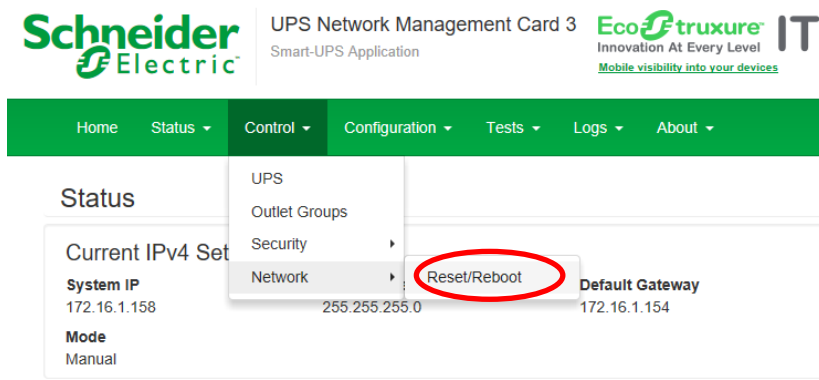 Schneider Electric
UPS Network Management Card 3
Smart-UPS Application
EcoStruxure IT
Innovation At Every Level
Mobile visibility into your devices
Home Status Control Configuration Tests Logs About
UPS
Outlet Groups
Security
Network
Reset/Reboot
Status
Current IPv4 Set
System IP
172.16.1.158
255.255.255.0
Default Gateway
172.16.1.154
Mode
Manual